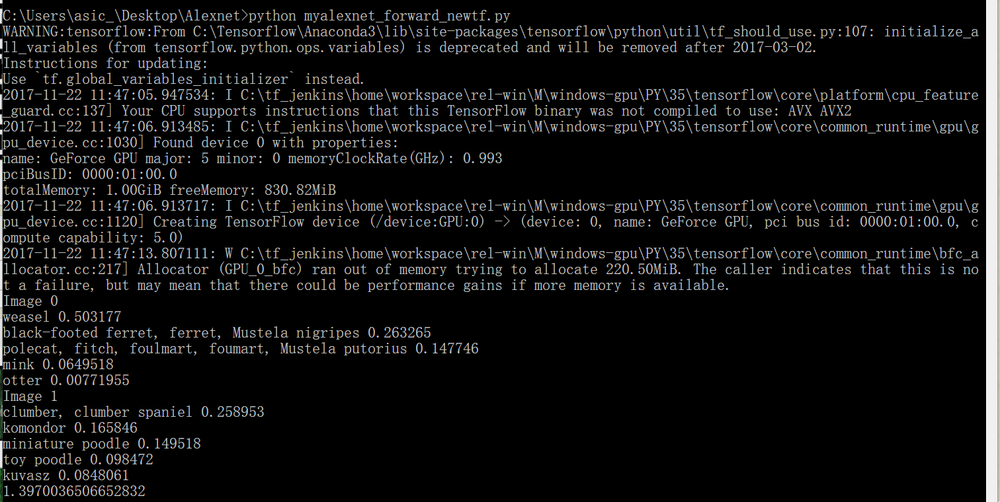 C:\Users\asic_\Desktop\Alexnet>python myalexnet_forward_newtf.py
WARNING:tensorflow:From C:\Tensorflow\Anaconda3\lib\site-packages\tensorflow\python\util\tf_should_use.py:107: initialize_a
ll_variables (from tensorflow.python.ops.variables) is deprecated and will be removed after 2017-03-02.
Instructions for updating:
Use `tf.global_variables_initializer` instead.
2017-11-22 11:47:05.947534: I C:\tf_jenkins\home\workspace\rel-win\M\windows-gpu\PY\35\tensorflow\core\platform\cpu_feature
_guard.cc:137] Your CPU supports instructions that this TensorFlow binary was not compiled to use: AVX AVX2
2017-11-22 11:47:06.913485: I C:\tf_jenkins\home\workspace\rel-win\M\windows-gpu\PY\35\tensorflow\core\common_runtime\gpu\g
pu_device.cc:1030] Found device 0 with properties:
name: GeForce GPU major: 5 minor: 0 memoryClockRate(GHz): 0.993
pciBusID: 0000:01:00.0
totalMemory: 1.00GiB freeMemory: 830.82MiB
2017-11-22 11:47:06.913717: I C:\tf_jenkins\home\workspace\rel-win\M\windows-gpu\PY\35\tensorflow\core\common_runtime\gpu\g
pu_device.cc:1120] Creating TensorFlow device (/device:GPU:0) -> (device: 0, name: GeForce GPU, pci bus id: 0000:01:00.0, c
ompute capability: 5.0)
2017-11-22 11:47:13.807111: W C:\tf_jenkins\home\workspace\rel-win\M\windows-gpu\PY\35\tensorflow\core\common_runtime\bfc_a
llocator.cc:217] Allocator (GPU_0_bfc) ran out of memory trying to allocate 220.50MiB. The caller indicates that this is no
t a failure, but may mean that there could be performance gains if more memory is available.
Image 0
weasel 0.503177
black-footed ferret, ferret, Mustela nigripes 0.263265
polecat, fitch, foulmart, foumart, Mustela putorius 0.147746
mink 0.0649518
otter 0.00771955
Image 1
clumber, clumber spaniel 0.258953
komondor 0.165846
miniature poodle 0.149518
toy poodle 0.098472
kuvasz 0.0848061
1.3970036506652832